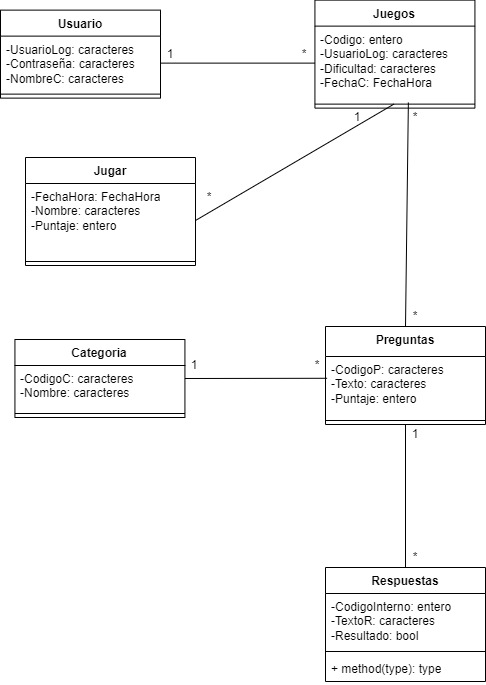 Usuario
-UsuarioLog: caracteres
-Contraseña: caracteres
-NombreC: caracteres
1
*
Juegos
-Codigo: entero
-UsuarioLog: caracteres
-Dificultad: caracteres
-FechaC: FechaHora
1
*
Jugar
-FechaHora: FechaHora
-Nombre: caracteres
-Puntaje: entero
*
*
Categoria
-CodigoC: caracteres
-Nombre: caracteres
1
*
Preguntas
-CodigoP: caracteres
-Texto: caracteres
-Puntaje: entero
1
*
Respuestas
-CodigoInterno: entero
-TextoR: caracteres
-Resultado: bool
+ method(type): type